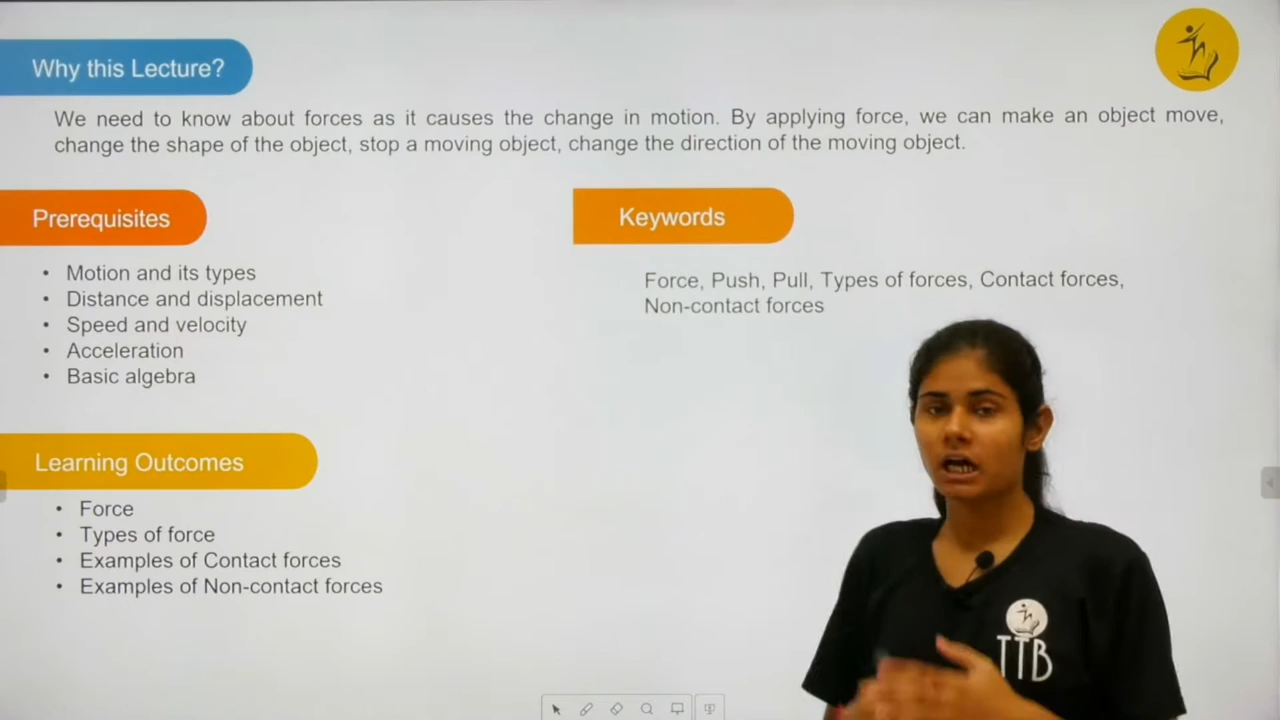 Why this Lecture?
We need to know about forces as it causes the change in motion. By applying force, we can make an object move,
change the shape of the object, stop a moving object, change the direction of the moving object.
Prerequisites
• Motion and its types
• Distance and displacement
• Speed and velocity
• Acceleration
• Basic algebra
Keywords
Force, Push, Pull, Types of forces, Contact forces,
Non-contact forces
Learning Outcomes
• Force
• Types of force
• Examples of Contact forces
• Examples of Non-contact forces
TTB